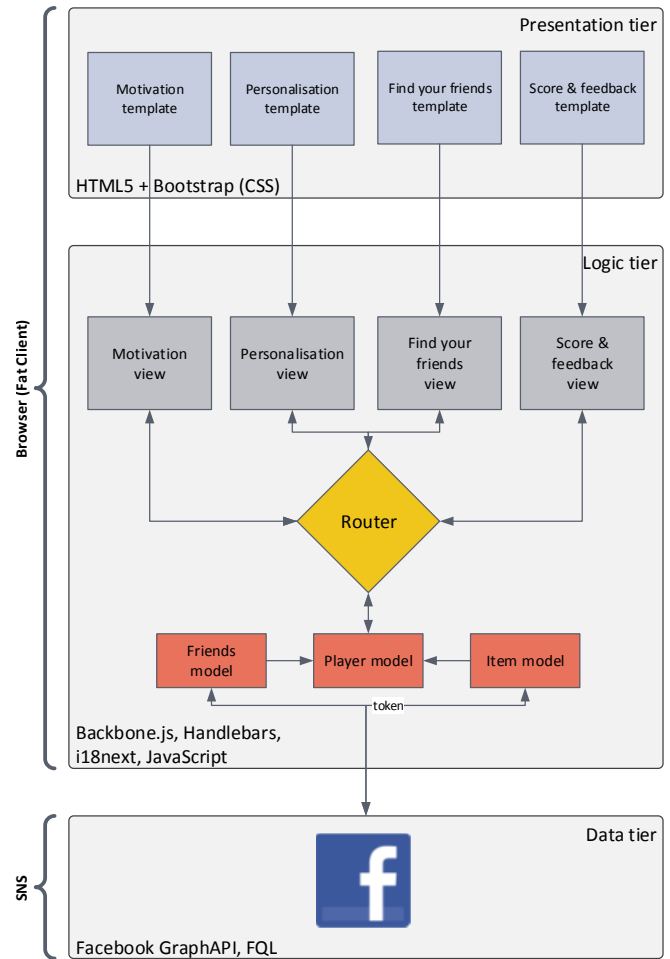 Presentation tier
Motivation
template
Personalisation
template
Find your friends
template
Score & feedback
template
HTML5 + Bootstrap (CSS)
Browser (Fat Client)
Logic tier
Motivation
view
Personalisation
view
Find your
friends
view
Score &
feedback
view
Router
Friends
model
Player model
Item model
token
Backbone.js, Handlebars,
i18next, JavaScript
SNS
Data tier
f
Facebook GraphAPI, FQL